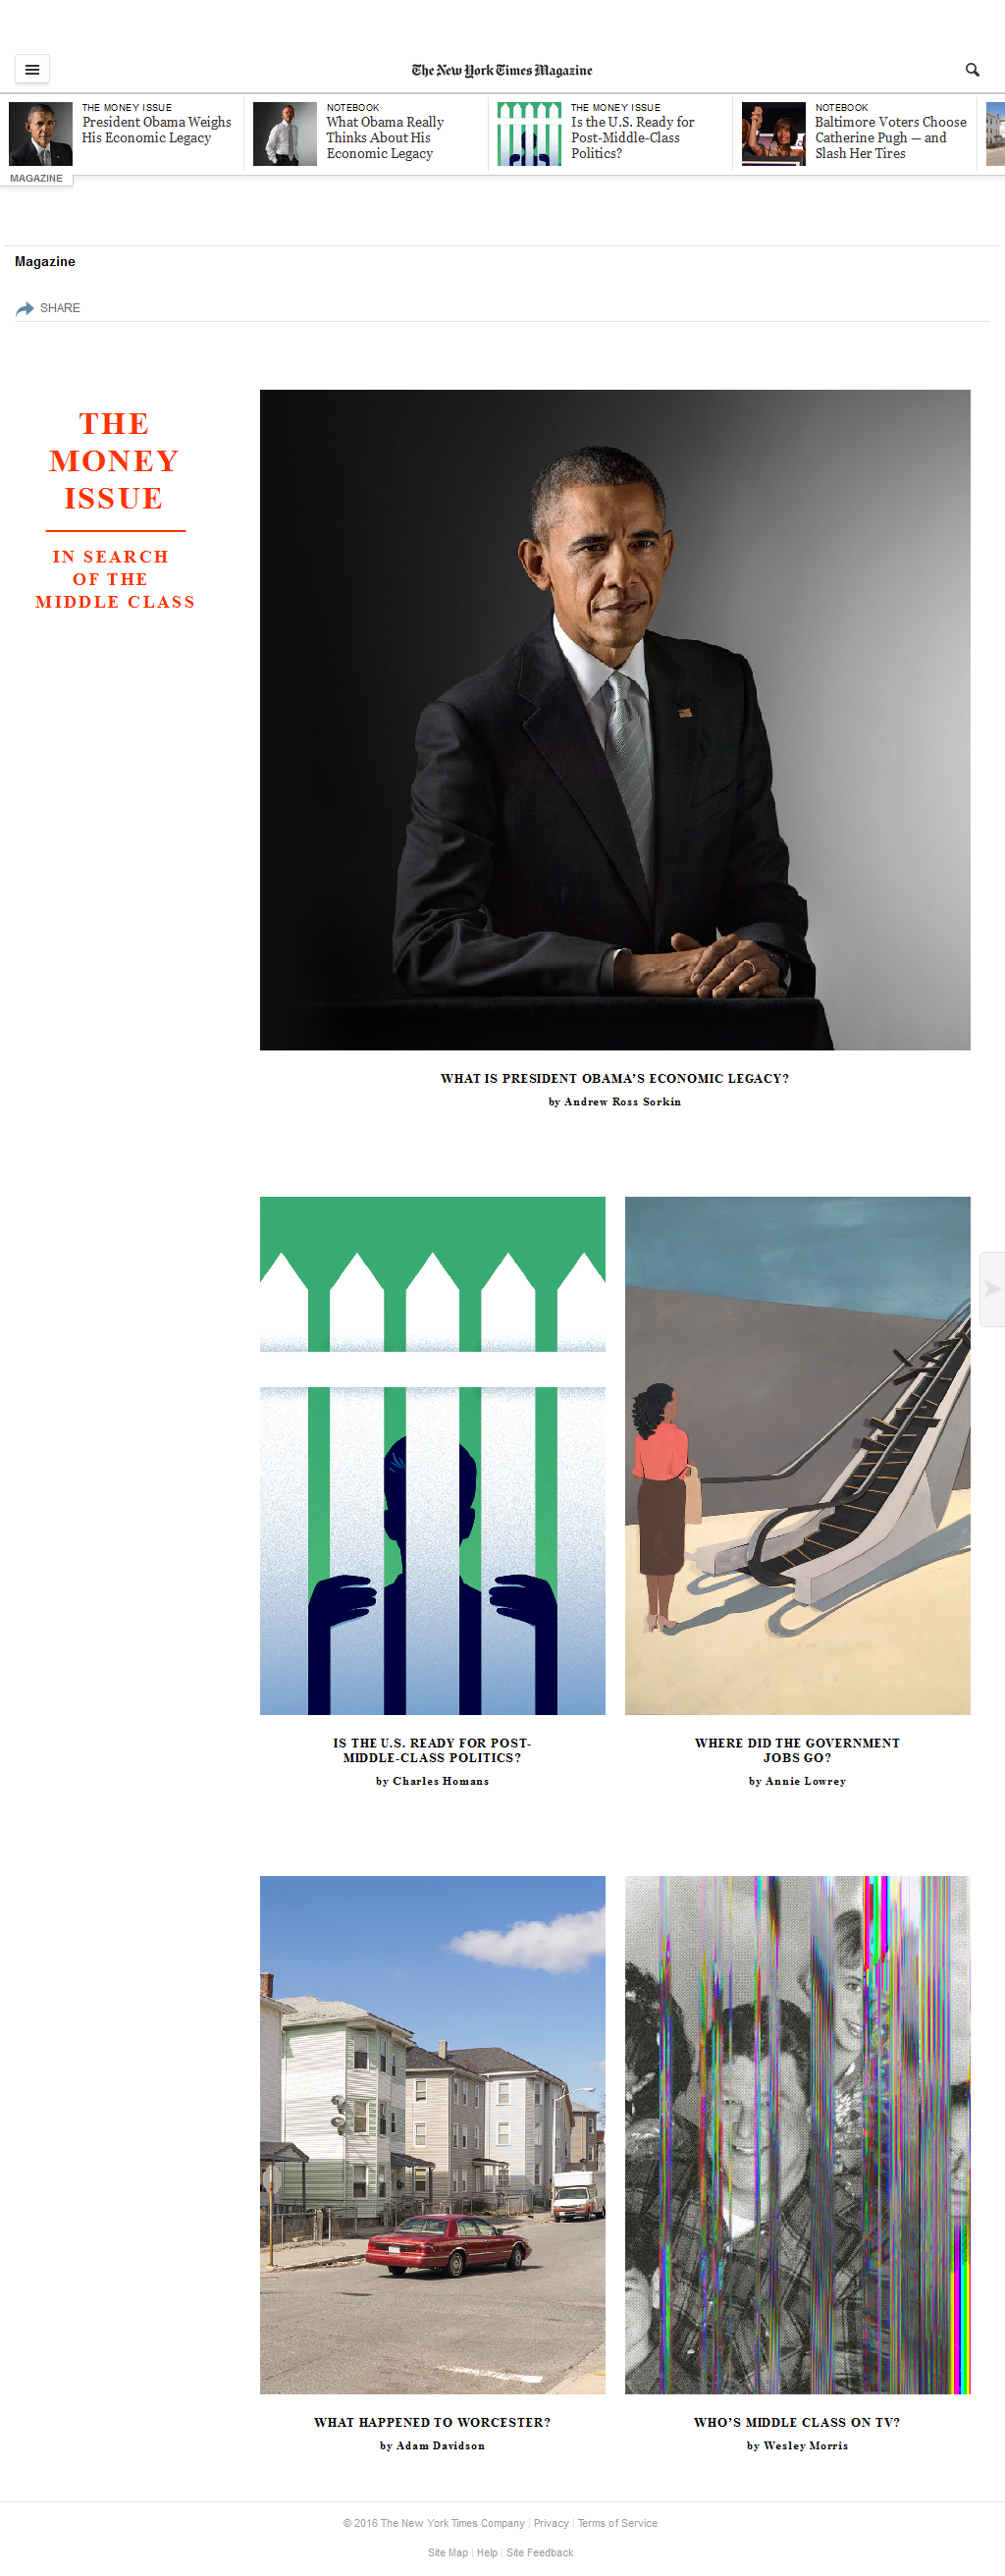 The New York Times Magazine
THE MONEY ISSUE
President Obama Weighs
His Economic Legacy
NOTEBOOK
What Obama Really
Thinks About His
Economic Legacy
THE MONEY ISSUE
Is the U.S. Ready for
Post-Middle-Class
Politics?
NOTEBOOK
Baltimore Voters Choose
Catherine Pugh — and
Slash Her Tires
MAGAZINE
Magazine
SHARE
THE
MONEY
ISSUE
IN SEARCH
OF THE
MIDDLE CLASS
WHAT IS PRESIDENT OBAMA’S ECONOMIC LEGACY?
by Andrew Ross Sorkin
IS THE U.S. READY FOR POST-
MIDDLE-CLASS POLITICS?
by Charles Homans
WHERE DID THE GOVERNMENT
JOBS GO?
by Annie Lowrey
WHAT HAPPENED TO WORCESTER?
by Adam Davidson
WHO’S MIDDLE CLASS ON TV?
by Wesley Morris
© 2016 The New York Times Company | Privacy | Terms of Service
Site Map | Help | Site Feedback